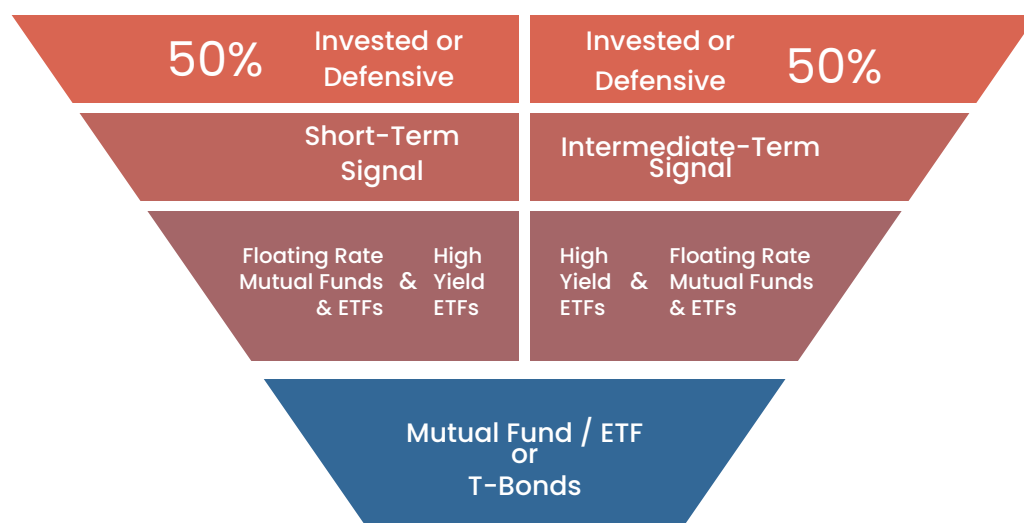 50%
Invested or
Defensive
Invested or
Defensive
50%
Short-Term
Signal
Intermediate-Term
Signal
Floating Rate
Mutual Funds
& ETFs
&
High
Yield
ETFs
High
Yield
ETFs
&
Floating Rate
Mutual Funds
& ETFs
Mutual Fund / ETF
or
T-Bonds